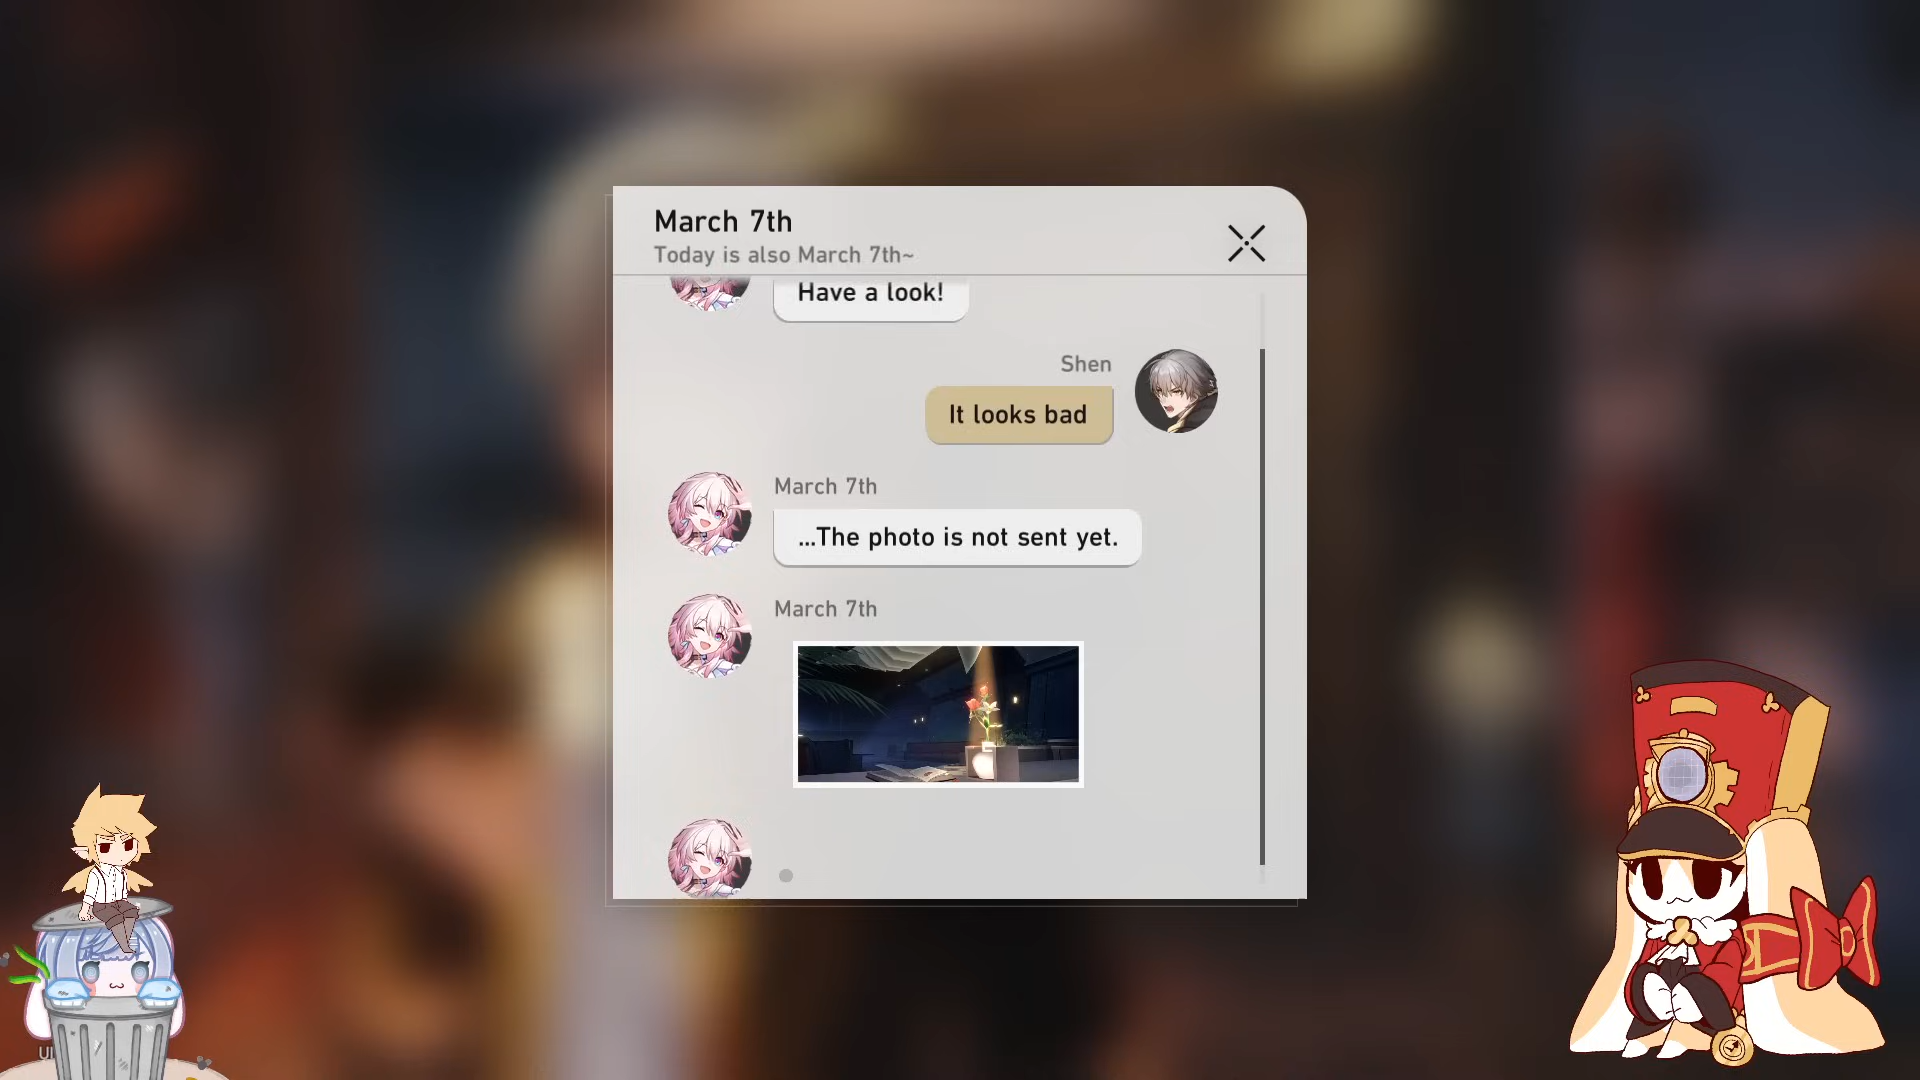 March 7th
Today is also March 7th~
Have a look!
Shen
It looks bad
March 7th
...The photo is not sent yet.
March 7th